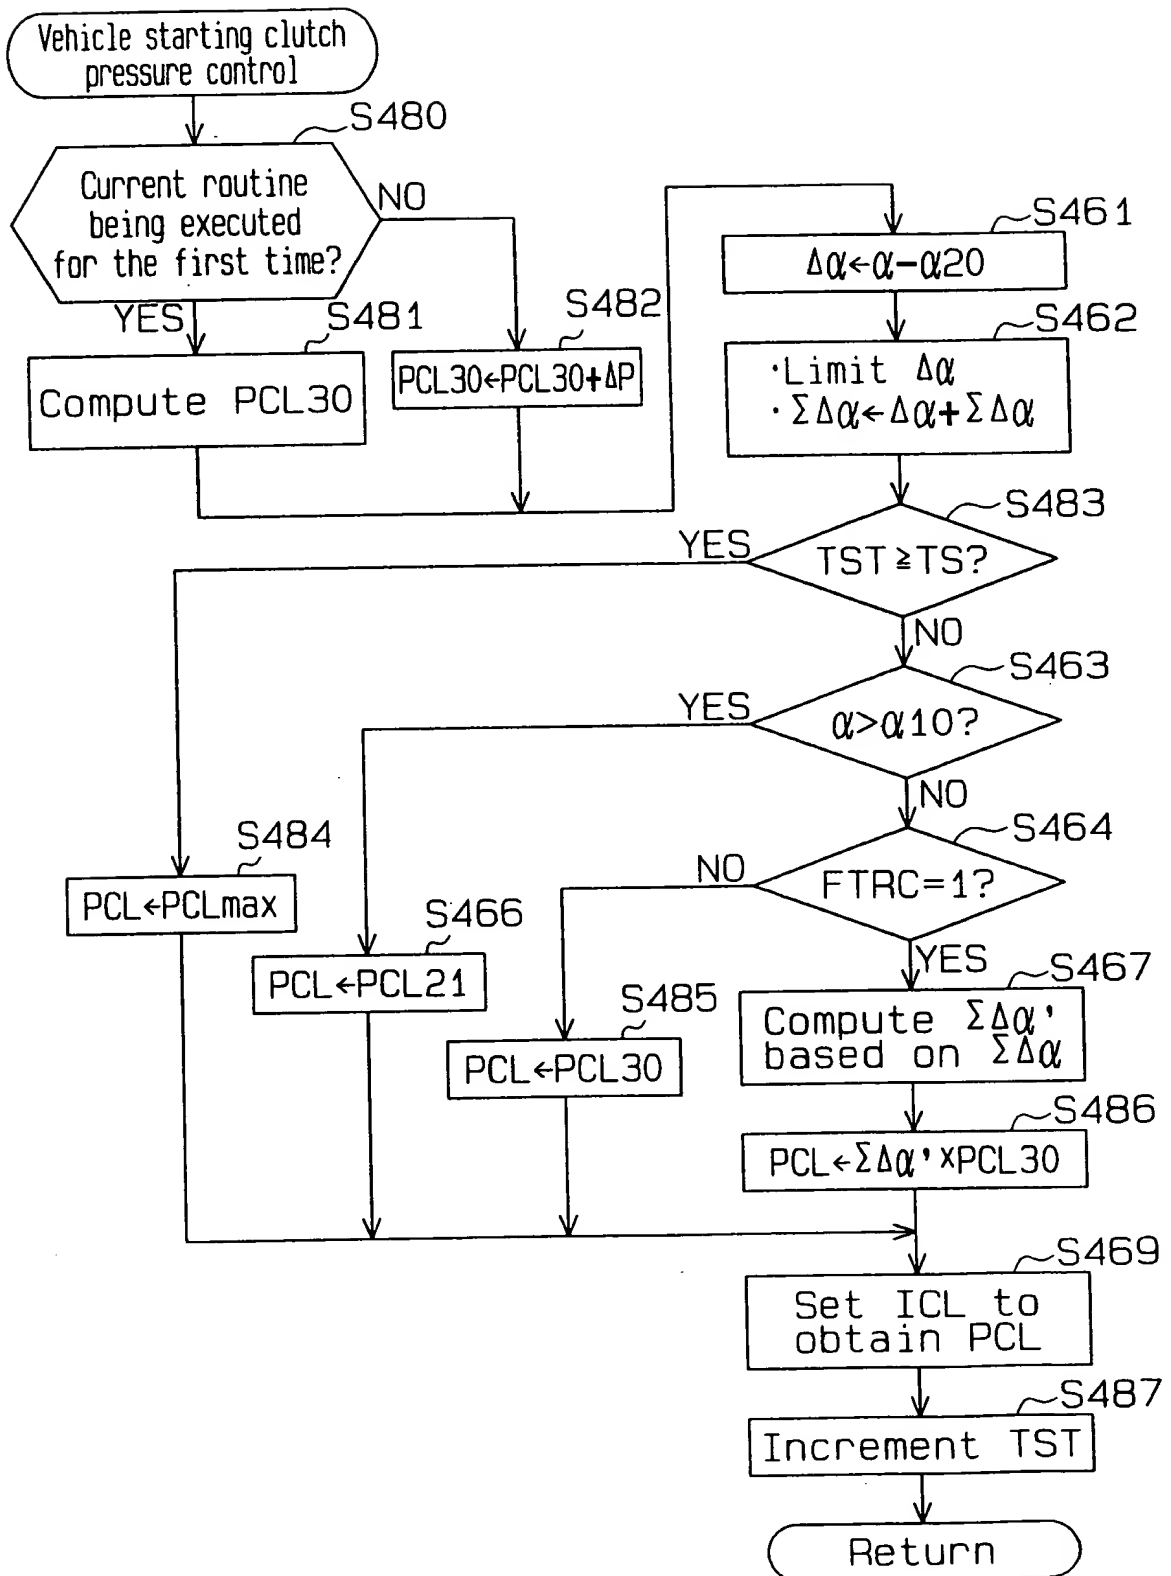 Vehicle starting clutch
pressure control
S480
Current routine
being executed
for the first time?
NO
YES
S481
Compute PCL30
S482
PCL30←PCL30+ΔP
S461
Δα←α−α20
S462
·Limit Δα
·ΣΔα←Δα+ΣΔα
S483
TST≧TS?
YES
NO
S463
α>α10?
YES
NO
S464
FTRC=1?
NO
YES
S484
PCL←PCLmax
S466
PCL←PCL21
S485
PCL←PCL30
S467
Compute ΣΔα'
based on ΣΔα
S486
PCL←ΣΔα'×PCL30
S469
Set ICL to
obtain PCL
S487
Increment TST
Return